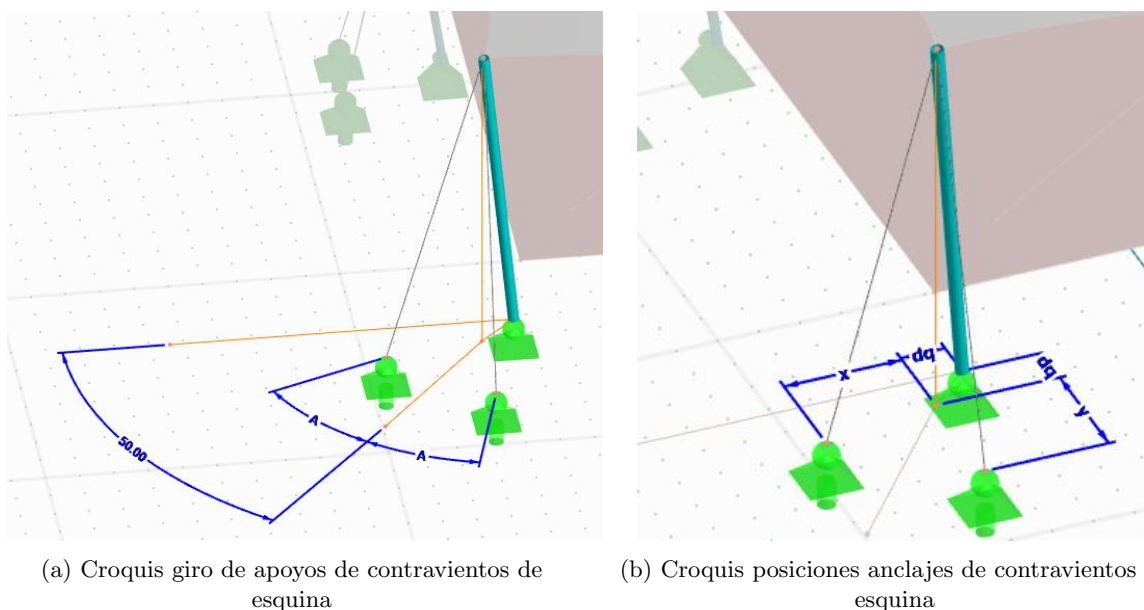 50.00
A
A
x
dq
dq
y
(a) Croquis giro de apoyos de contravientos de
esquina
(b) Croquis posiciones anclajes de contravientos
esquina